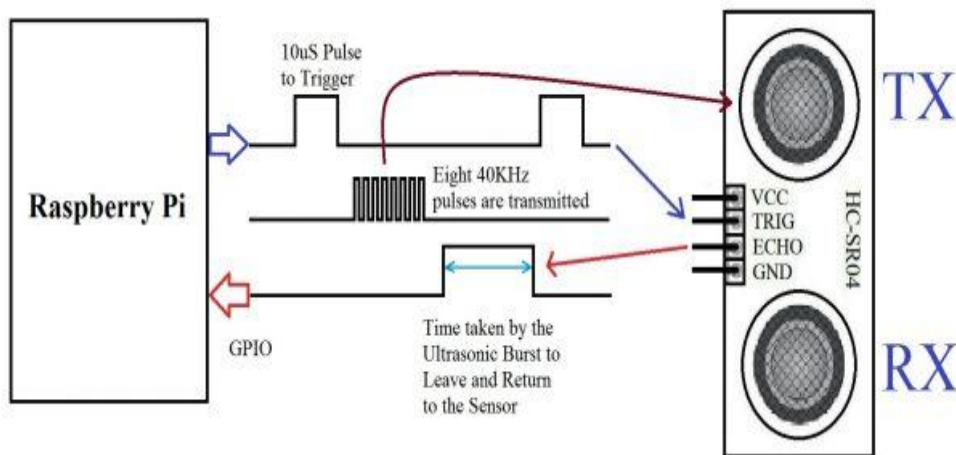 10uS Pulse
to Trigger
TX
Raspberry Pi
Eight 40KHz
pulses are transmitted
VCC
TRIG
ECHO
GND
HC-SR04
GPIO
Time taken by the
Ultrasonic Burst to
Leave and Return
to the Sensor
RX